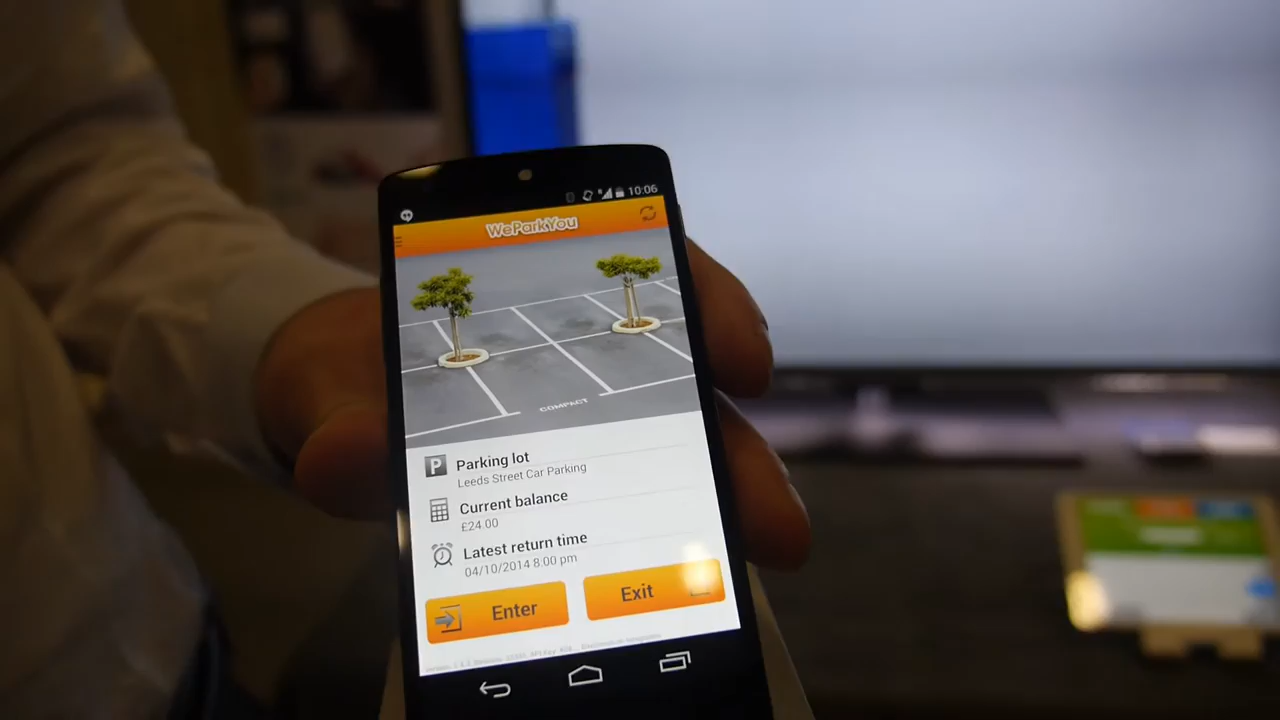 10:06
WeParkYou
COMPACT
P
Parking lot
Leeds Street Car Parking
Current balance
£24.00
Latest return time
04/10/2014 8:00 pm
Enter
Exit